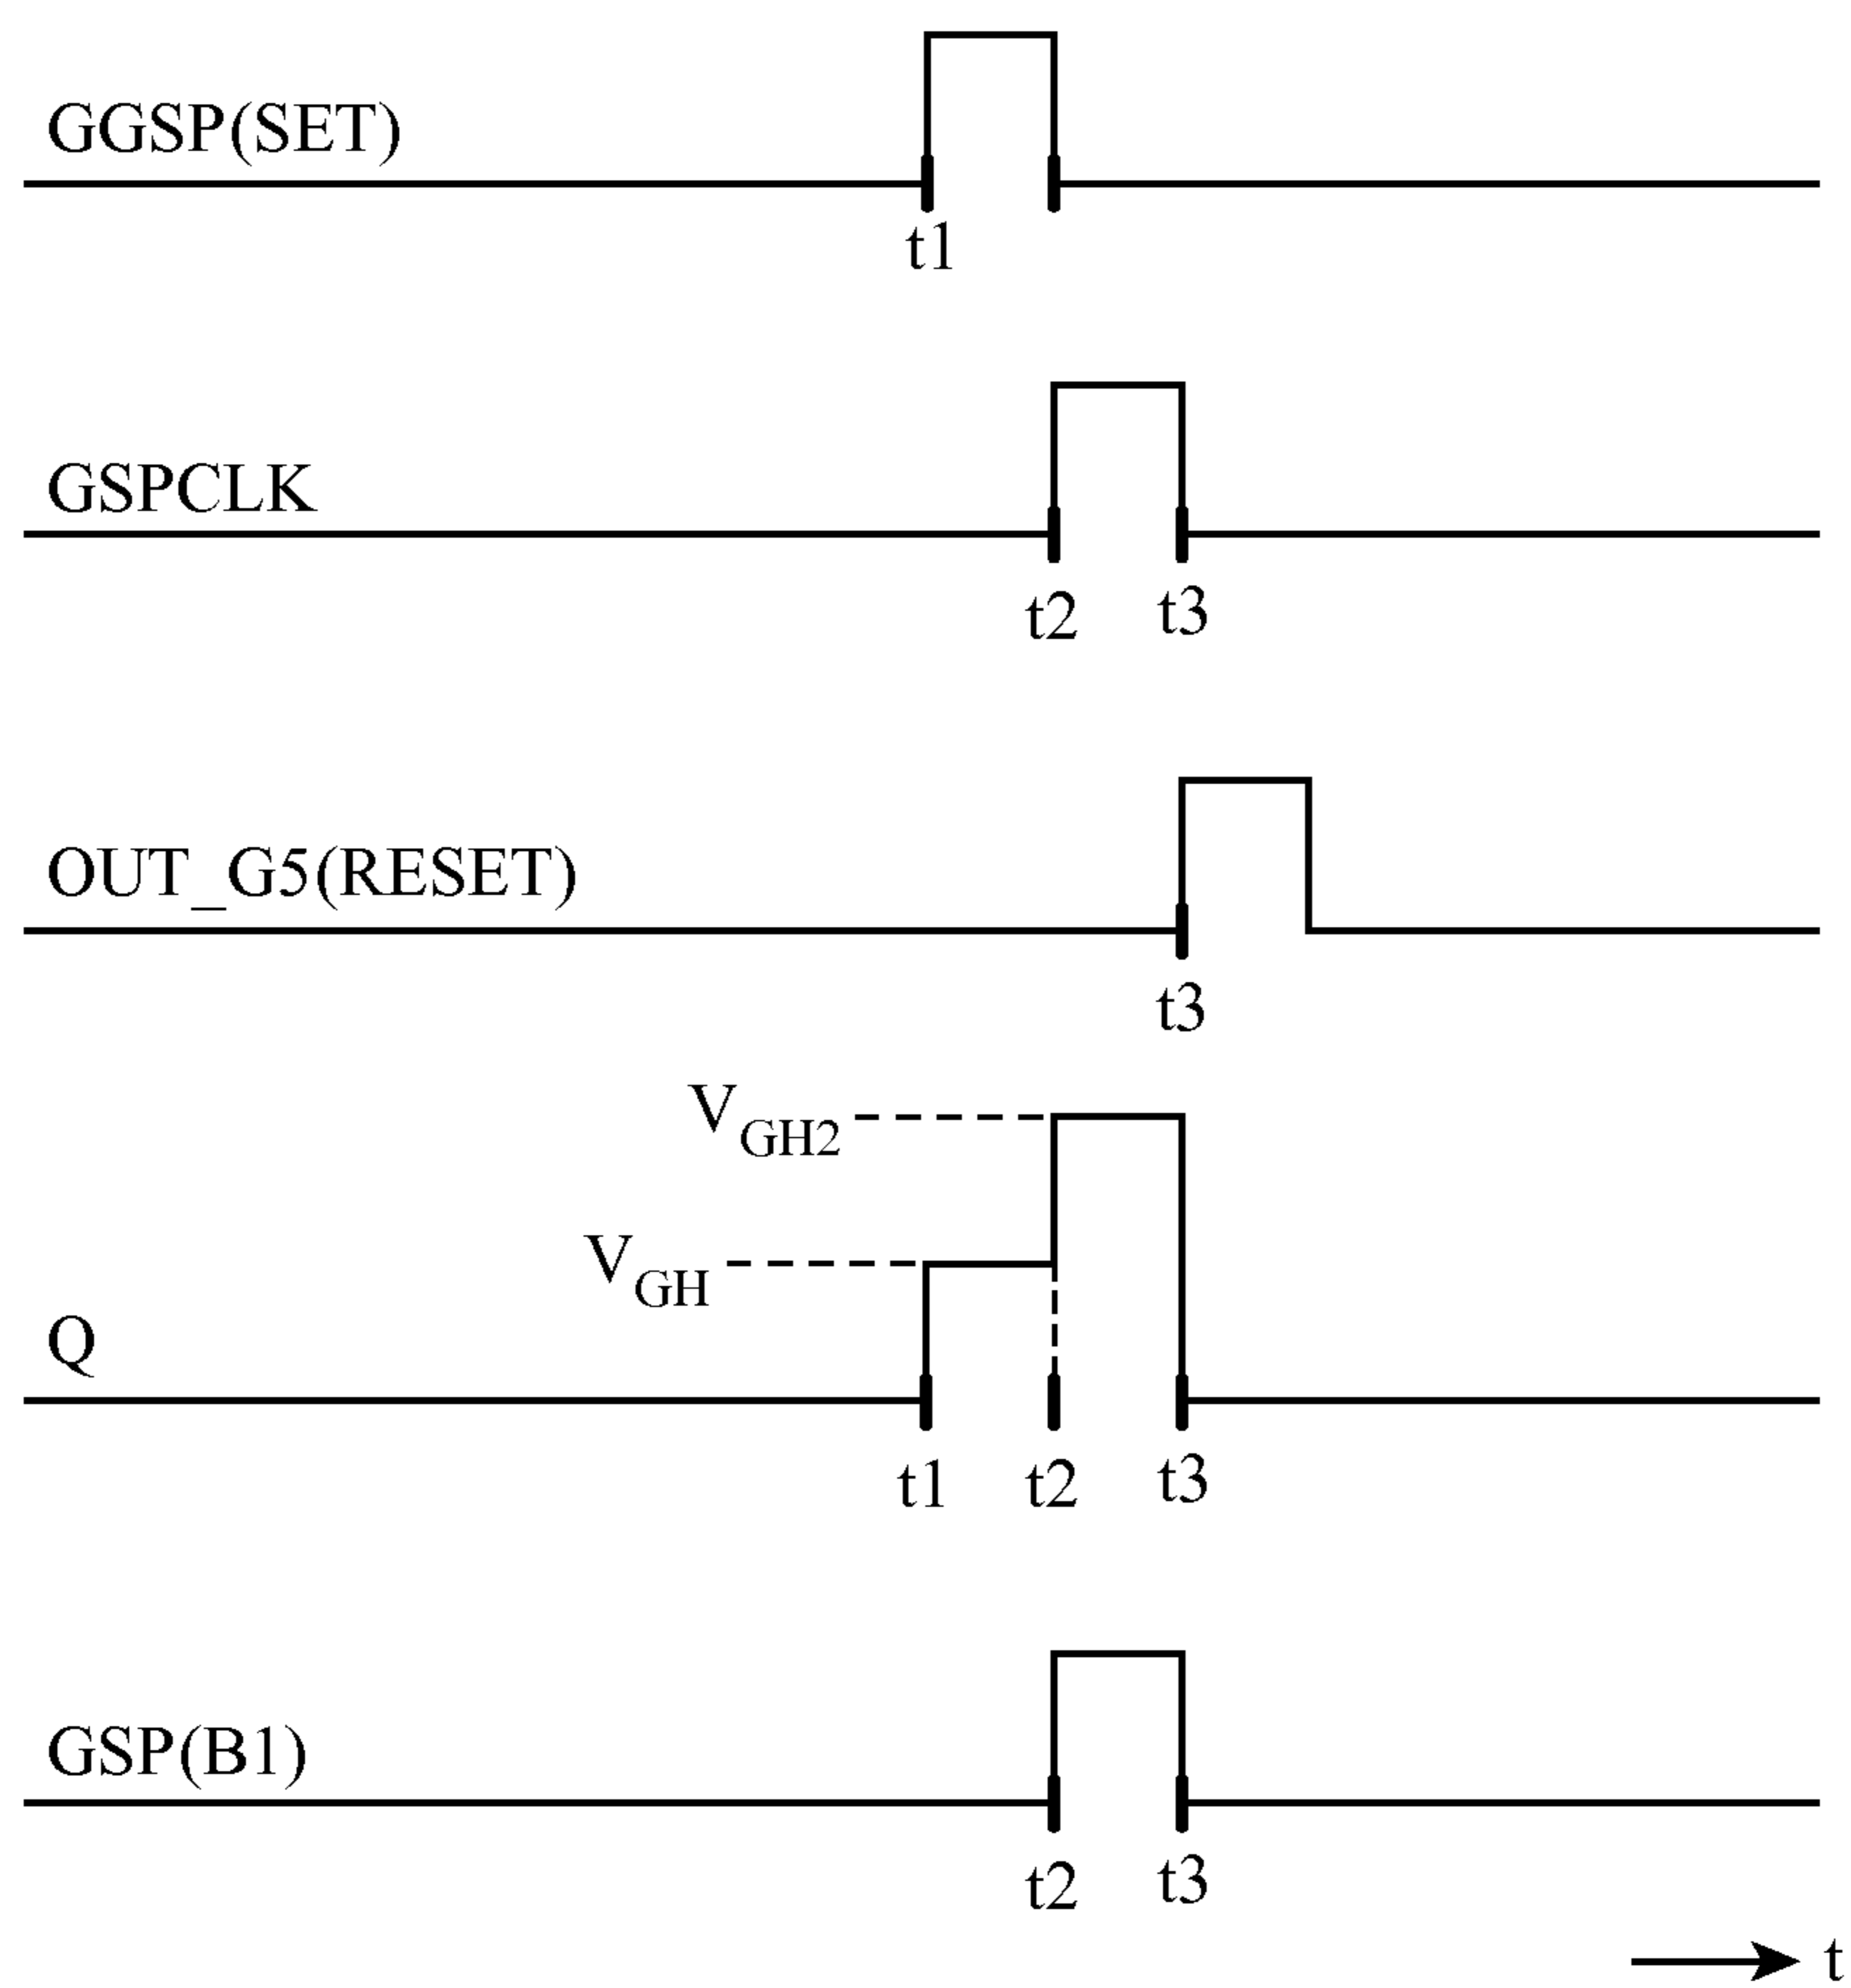 GGSP(SET)
t1
GSPCLK
t2 t3
OUT_G5(RESET)
t3
VGH2
VGH
Q
t1 t2 t3
GSP(B1)
t2 t3
t